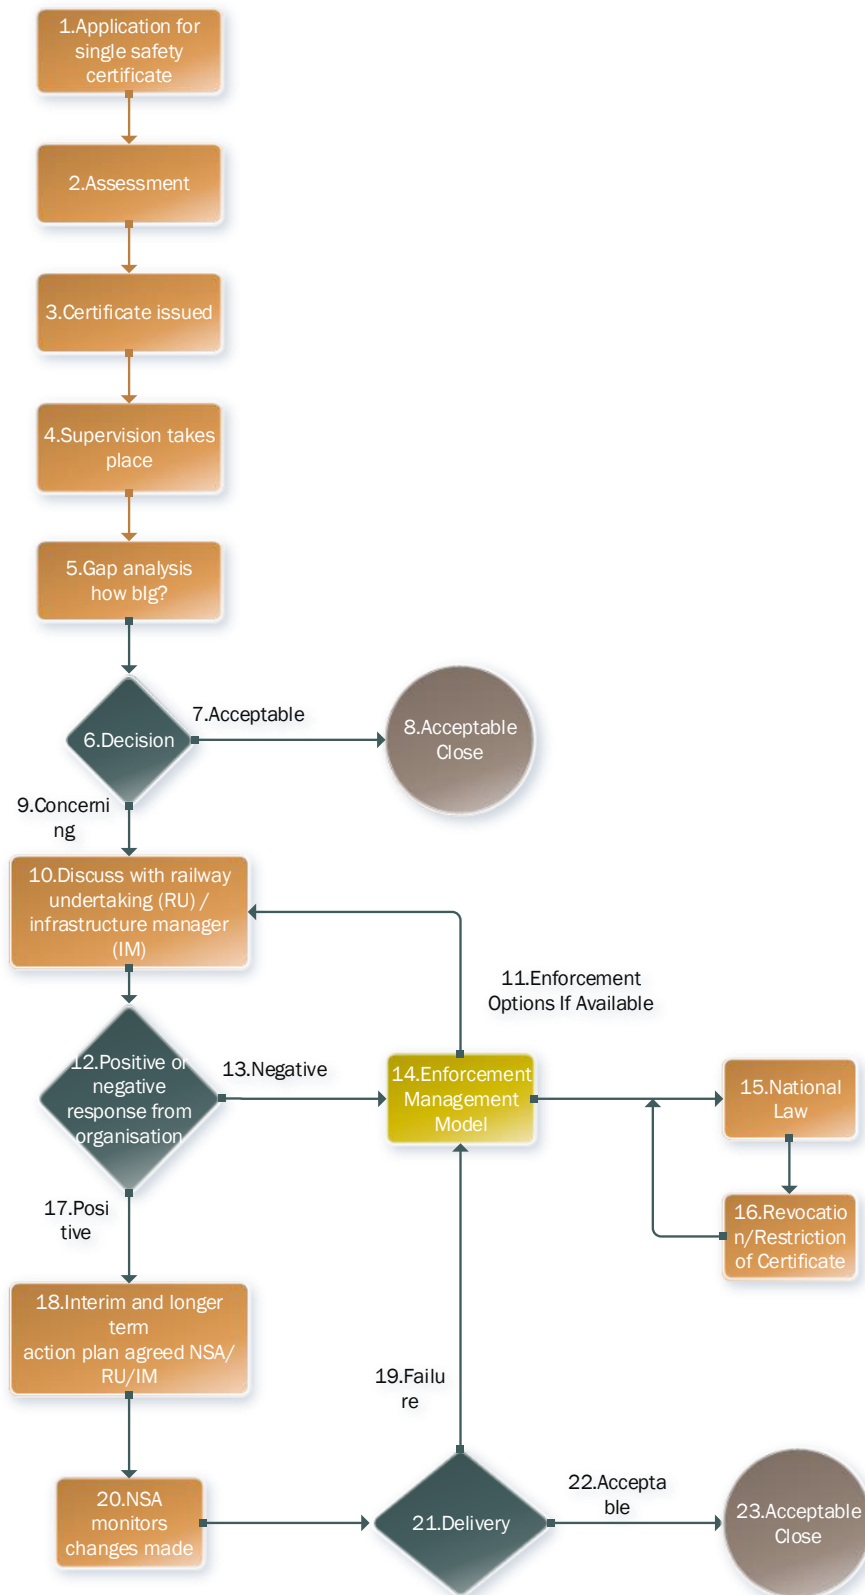 1.Application for
single safety
certificate
2.Assessment
3.Certificate issued
4.Supervision takes
place
5.Gap analysis
how bIg?
6.Decision
7.Acceptable
8.Acceptable
Close
9.Concerni
ng
10.Discuss with railway
undertaking (RU) /
infrastructure manager
(IM)
11.Enforcement
Options If Available
12.Positive or
negative
response from
organisation
13.Negative
14.Enforcement
Management
Model
15.National
Law
16.Revocatio
n/Restriction
of Certificate
17.Posi
tive
18.Interim and longer
term
action plan agreed NSA/
RU/IM
19.Failu
re
20.NSA
monitors
changes made
21.Delivery
22.Accepta
ble
23.Acceptable
Close